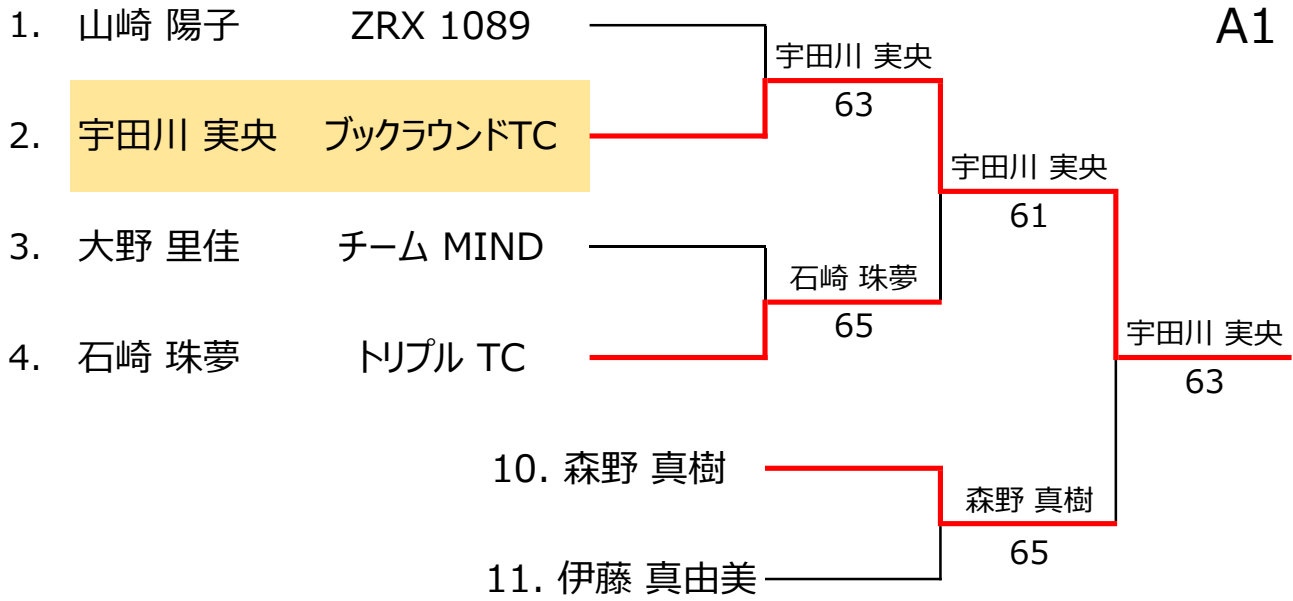 1. 山崎 陽子 ZRX 1089
A1
宇田川 実央
63
2. 宇田川 実央 ブックラウンドTC
宇田川 実央
61
3. 大野 里佳 チーム MIND
石崎 珠夢
65
4. 石崎 珠夢 トリプル TC
宇田川 実央
63
10. 森野 真樹
森野 真樹
65
11. 伊藤 真由美